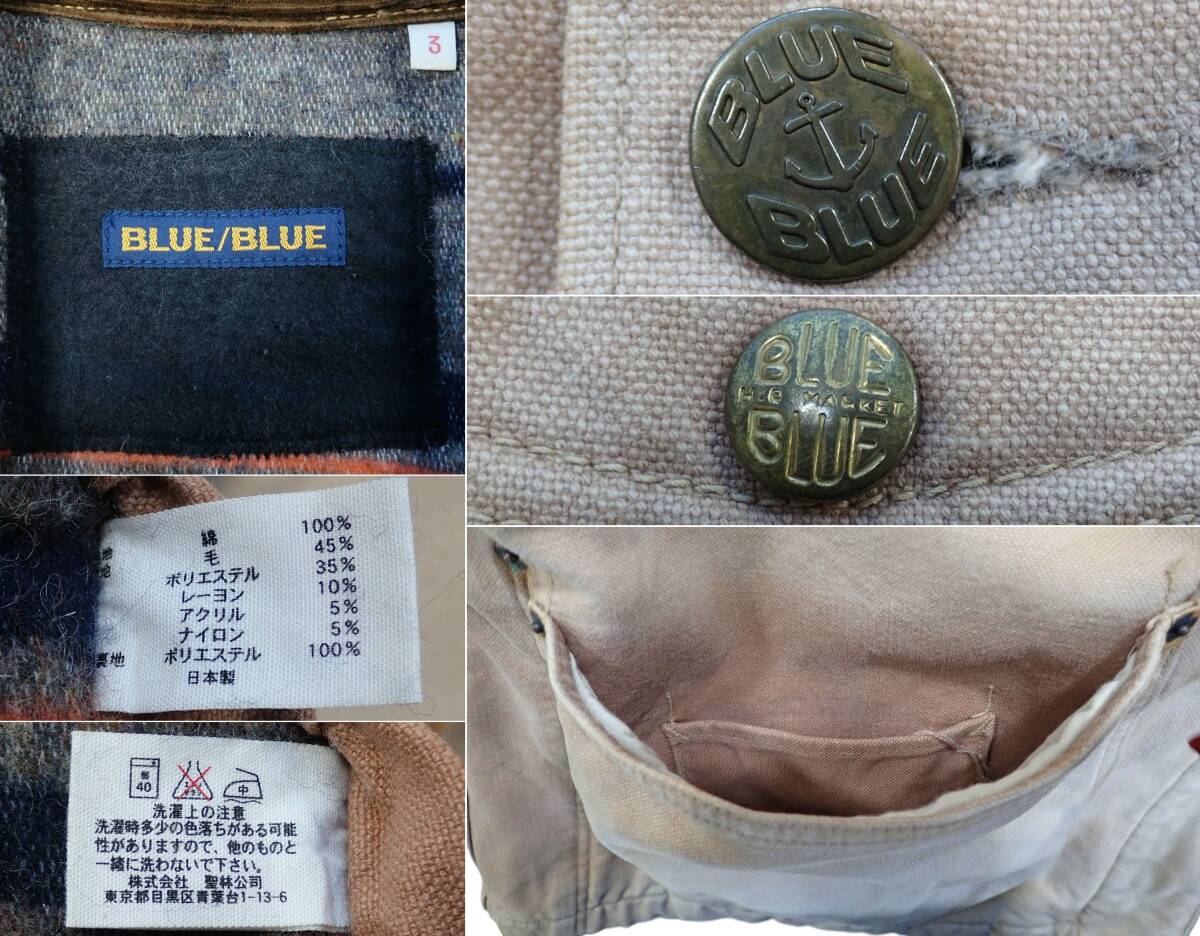 3
BLUE/BLUE
BLUE
BLUE
BLUE
H.R MARKET
BLUE
綿 100%
毛 45%
ポリエステル 35%
レーヨン 10%
アクリル 5%
ナイロン 5%
裏地 ポリエステル 100%
日本製
40 中
洗濯上の注意
洗濯時多少の色落ちがある可能
性がありますので、他のものと
一緒に洗わないで下さい。
株式会社 聖林公司
東京都目黒区青葉台1-13-6